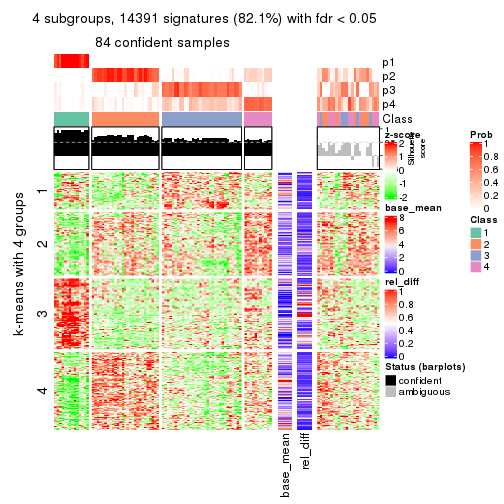 4 subgroups, 14391 signatures (82.1%) with fdr < 0.05
84 confident samples
p1
p2
p3
p4
Class
1
Silhouette
score
k-means with 4 groups
1
2
3
4
base_mean
rel_diff
z-score
2
1
0
-1
-2
base_mean
8
6
4
2
0
rel_diff
1
0.8
0.6
0.4
0.2
0
Status (barplots)
confident
ambiguous
Prob
1
0.8
0.6
0.4
0.2
0
Class
1
2
3
4